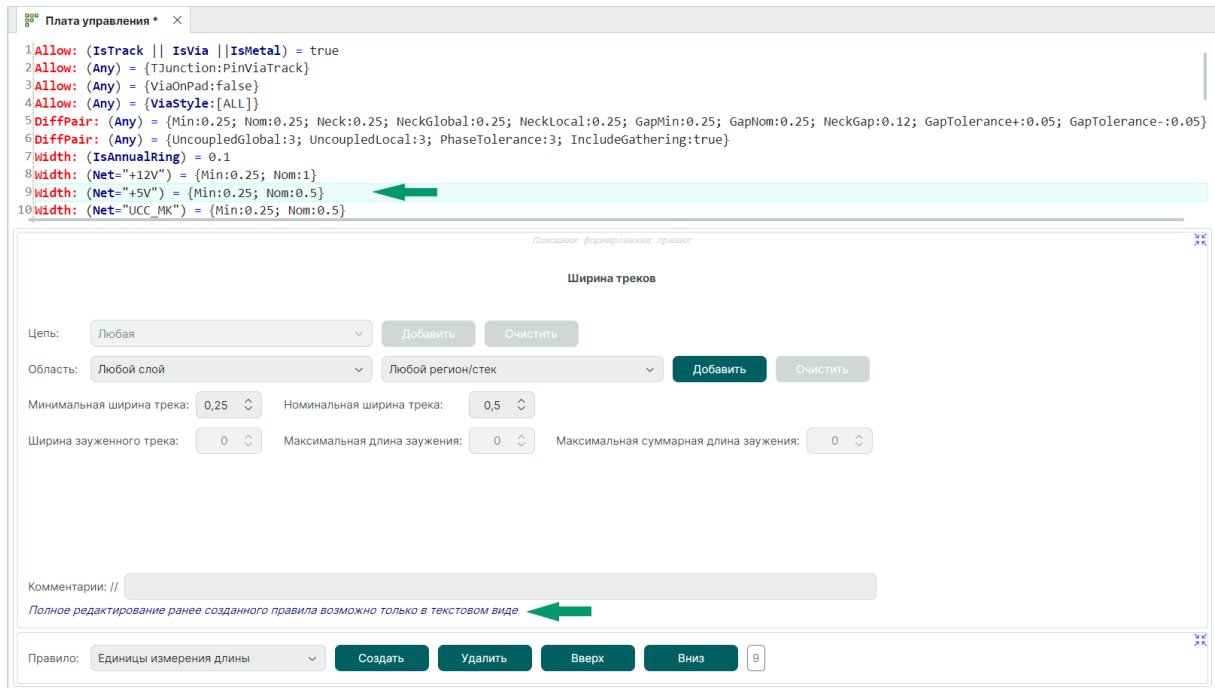 Плата управления * ×
1 Allow: (IsTrack || IsVia ||IsMetal) = true
2 Allow: (Any) = {TJunction:PinViaTrack}
3 Allow: (Any) = {ViaOnPad:false}
4 Allow: (Any) = {ViaStyle:[ALL]}
5 DiffPair: (Any) = {Min:0.25; Nom:0.25; Neck:0.25; NeckGlobal:0.25; NeckLocal:0.25; GapMin:0.25; GapNom:0.25; NeckGap:0.12; GapTolerance+:0.05; GapTolerance-:0.05}
6 DiffPair: (Any) = {UncoupledGlobal:3; UncoupledLocal:3; PhaseTolerance:3; IncludeGathering:true}
7 Width: (IsAnnualRing) = 0.1
8 Width: (Net="+12V") = {Min:0.25; Nom:1}
9 Width: (Net="+5V") = {Min:0.25; Nom:0.5}
10 Width: (Net="UCC_MK") = {Min:0.25; Nom:0.5}
Помощник формирования правил
Ширина треков
Цепь: Любая Добавить Очистить
Область: Любой слой Любой регион/стек Добавить Очистить
Минимальная ширина трека: 0,25 Номинальная ширина трека: 0,5
Ширина зауженного трека: 0 Максимальная длина заужения: 0 Максимальная суммарная длина заужения: 0
Комментарии: //
Полное редактирование ранее созданного правила возможно только в текстовом виде
Правило: Единицы измерения длины Создать Удалить Вверх Вниз 9